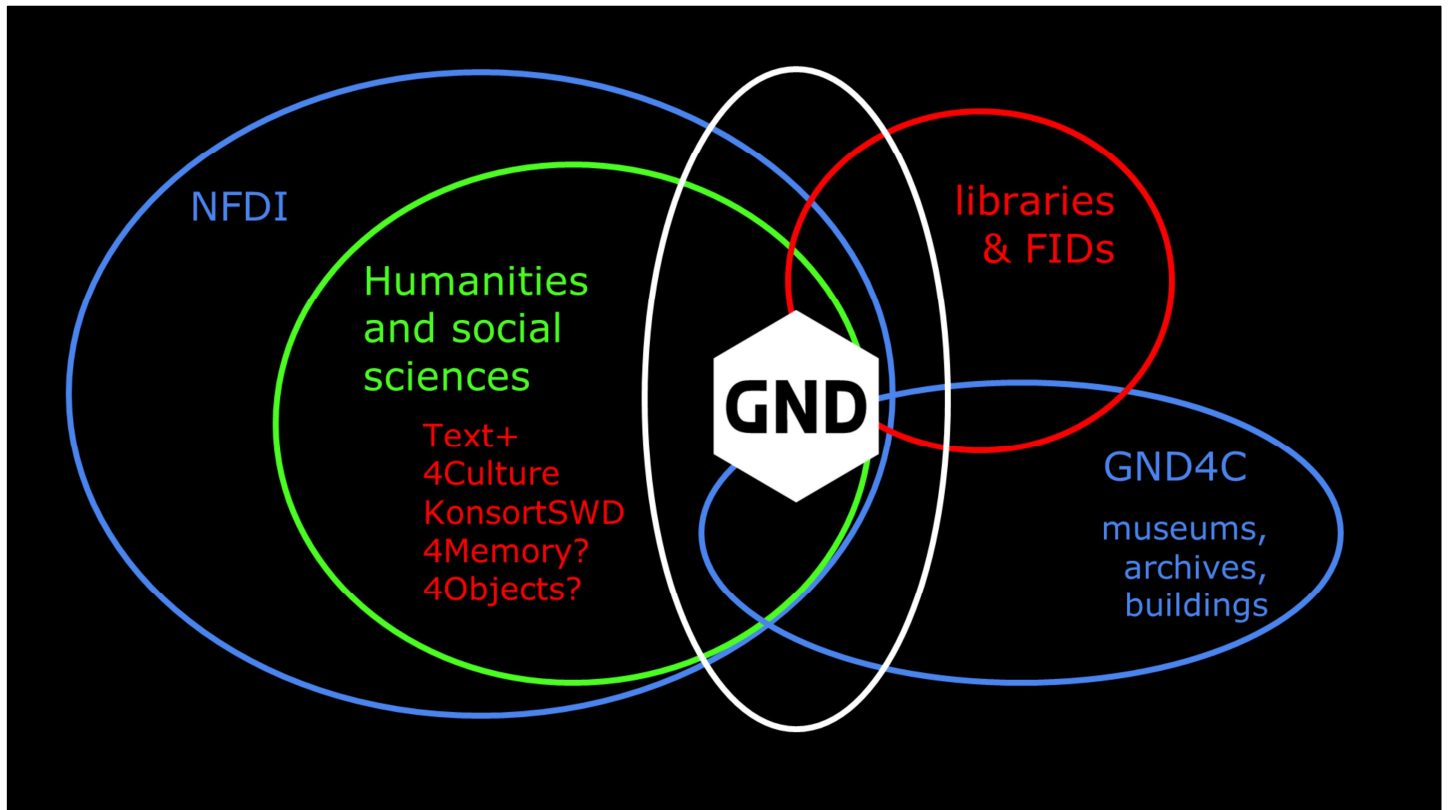 NFDI
Humanities
and social
sciences
Text+
4Culture
KonsortSWD
4Memory?
4Objects?
GND
libraries
& FIDs
GND4C
museums,
archives,
buildings